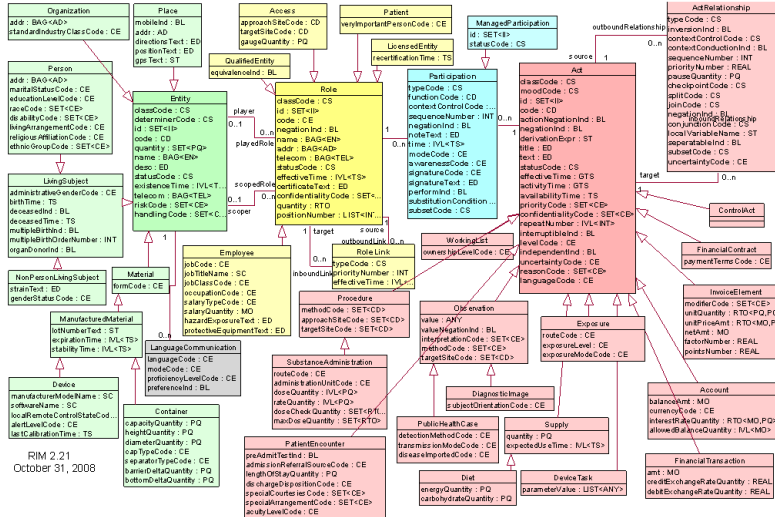 Organization
addr : BAG<AD>
standardIndustryClassCode : CE
Place
mobileInd : BL
addr : AD
directionsText : ED
positionText : ED
gpsText : ST
Access
approachSiteCode : CD
targetSiteCode : CD
gaugeQuantity : PQ
Patient
veryImportantPersonCode : CE
ManagedParticipation
id : SET<II>
statusCode : CS
outboundRelationship
source
1
0..n
ActRelationship
typeCode : CS
inversionInd : BL
contextControlCode : CS
contextConductionInd : BL
sequenceNumber : INT
priorityNumber : REAL
pauseQuantity : PQ
checkpointCode : CS
splitCode : CS
joinCode : CS
negationInd : BL
conjunctionCode : CS
localVariableName : ST
seperatableInd : BL
subsetCode : CS
uncertaintyCode : CE
inboundRelationship
target
1
0..n
Person
addr : BAG<AD>
maritalStatusCode : CE
educationLevelCode : CE
raceCode : SET<CE>
disabilityCode : SET<CE>
livingArrangementCode : CE
religiousAffiliationCode : CE
ethnicGroupCode : SET<CE>
QualifiedEntity
equivalenceInd : BL
LicensedEntity
recertificationTime : TS
Entity
classCode : CS
determinerCode : CS
id : SET<II>
code : CD
quantity : SET<PQ>
name : BAG<EN>
desc : ED
statusCode : CS
existenceTime : IVL<T...
telecom : BAG<TEL>
riskCode : SET<CE>
handlingCode : SET<C...
player
0..1
0..n
playedRole
scopedRole
0..1
0..n
scoper
Role
classCode : CS
id : SET<II>
code : CE
negationInd : BL
name : BAG<EN>
addr : BAG<AD>
telecom : BAG<TEL>
statusCode : CS
effectiveTime : IVL<TS>
certificateText : ED
confidentialityCode : SET...
quantity : RTO
positionNumber : LIST<IN...
1
0..n
Participation
typeCode : CS
functionCode : CD
contextControlCode : ...
sequenceNumber : INT
negationInd : BL
noteText : ED
time : IVL<TS>
modeCode : CE
awarenessCode : CE
signatureCode : CE
signatureText : ED
performInd : BL
substitutionCondition ...
subsetCode : CS
0..n
1
Act
classCode : CS
moodCode : CS
id : SET<II>
code : CD
actionNegationInd : BL
negationInd : BL
derivationExpr : ST
title : ED
text : ED
statusCode : CS
effectiveTime : GTS
activityTime : GTS
availabilityTime : TS
priorityCode : SET<CE>
confidentialityCode : SET<CE>
repeatNumber : IVL<INT>
interruptibleInd : BL
levelCode : CE
independentInd : BL
uncertaintyCode : CE
reasonCode : SET<CE>
languageCode : CE
LivingSubject
administrativeGenderCode : CE
birthTime : TS
deceasedInd : BL
deceasedTime : TS
multipleBirthInd : BL
multipleBirthOrderNumber : INT
organDonorInd : BL
ControlAct
NonPersonLivingSubject
strainText : ED
genderStatusCode : CE
Material
formCode : CE
1
Employee
jobCode : CE
jobTitleName : SC
jobClassCode : CE
occupationCode : CE
salaryTypeCode : CE
salaryQuantity : MO
hazardExposureText : ED
protectiveEquipmentText : ED
1
target
1
source
outboundLink
0..n
inboundLink
0..n
RoleLink
typeCode : CS
priorityNumber : INT
effectiveTime : IVL...
WorkingList
ownershipLevelCode : CE
FinancialContract
paymentTermsCode : CE
InvoiceElement
modifierCode : SET<CE>
unitQuantity : RTO<PQ,PQ>
unitPriceAmt : RTO<MO,P...
netAmt : MO
factorNumber : REAL
pointsNumber : REAL
ManufacturedMaterial
lotNumberText : ST
expirationTime : IVL<TS>
stabilityTime : IVL<TS>
0..n
LanguageCommunication
languageCode : CE
modeCode : CE
proficiencyLevelCode : CE
preferenceInd : BL
Procedure
methodCode : SET<CE>
approachSiteCode : SET<CD>
targetSiteCode : SET<CD>
Observation
value : ANY
valueNegationInd : BL
interpretationCode : SET<CE>
methodCode : SET<CE>
targetSiteCode : SET<CD>
Exposure
routeCode : CE
exposureLevel : CE
exposureModeCode : CE
Device
manufacturerModelName : SC
softwareName : SC
localRemoteControlStateCod...
alertLevelCode : CE
lastCalibrationTime : TS
Container
capacityQuantity : PQ
heightQuantity : PQ
diameterQuantity : PQ
capTypeCode : CE
separatorTypeCode : CE
barrierDeltaQuantity : PQ
bottomDeltaQuantity : PQ
SubstanceAdministration
routeCode : CE
administrationUnitCode : CE
doseQuantity : IVL<PQ>
rateQuantity : IVL<PQ>
doseCheckQuantity : SET<RT...
maxDoseQuantity : SET<RTO>
DiagnosticImage
subjectOrientationCode : CE
Account
balanceAmt : MO
currencyCode : CE
interestRateQuantity : RTO<MO,PQ>
allowedBalanceQuantity : IVL<MO>
PublicHealthCase
detectionMethodCode : CE
transmissionModeCode : CE
diseaseImportedCode : CE
Supply
quantity : PQ
expectedUseTime : IVL<TS>
PatientEncounter
preAdmitTestInd : BL
admissionReferralSourceCode : CE
lengthOfStayQuantity : PQ
dischargeDispositionCode : CE
specialCourtesiesCode : SET<CE>
specialArrangementCode : SET<CE>
acuityLevelCode : CE
Diet
energyQuantity : PQ
carbohydrateQuantity : PQ
DeviceTask
parameterValue : LIST<ANY>
FinancialTransaction
amt : MO
creditExchangeRateQuantity : REAL
debitExchangeRateQuantity : REAL
RIM 2.21
October 31, 2008